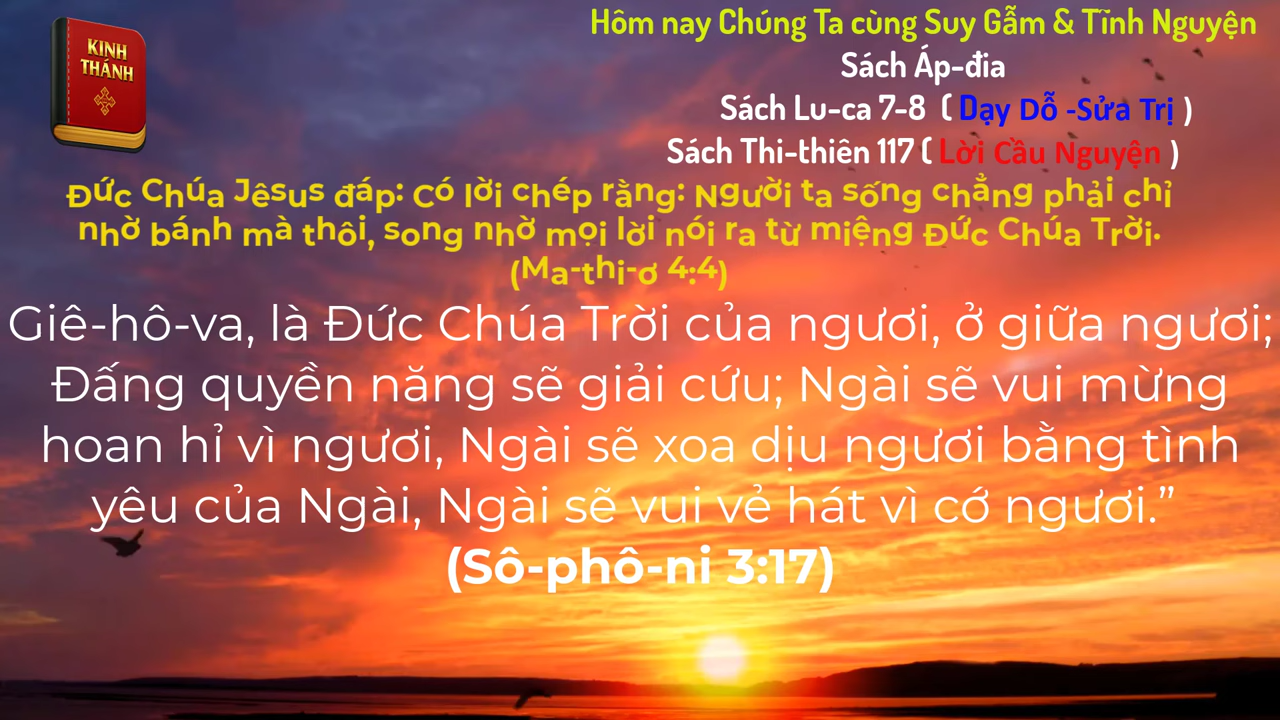 KINH
THÁNH
Hôm nay Chúng Ta cùng Suy Gẫm & Tĩnh Nguyện
Sách Áp-đia
Sách Lu-ca 7-8 ( Dạy Dỗ -Sửa Trị )
Sách Thi-thiên 117 ( Lời Cầu Nguyện )
Đức Chúa Jêsus đáp: Có lời chép rằng: Người ta sống chẳng phải chỉ
nhờ bánh mà thôi, song nhờ mọi lời nói ra từ miệng Đức Chúa Trời.
(Ma-thi-ơ 4:4)
Giê-hô-va, là Đức Chúa Trời của ngươi, ở giữa ngươi;
Đấng quyền năng sẽ giải cứu; Ngài sẽ vui mừng
hoan hỉ vì ngươi, Ngài sẽ xoa dịu ngươi bằng tình
yêu của Ngài, Ngài sẽ vui vẻ hát vì cớ ngươi.”
(Sô-phô-ni 3:17)